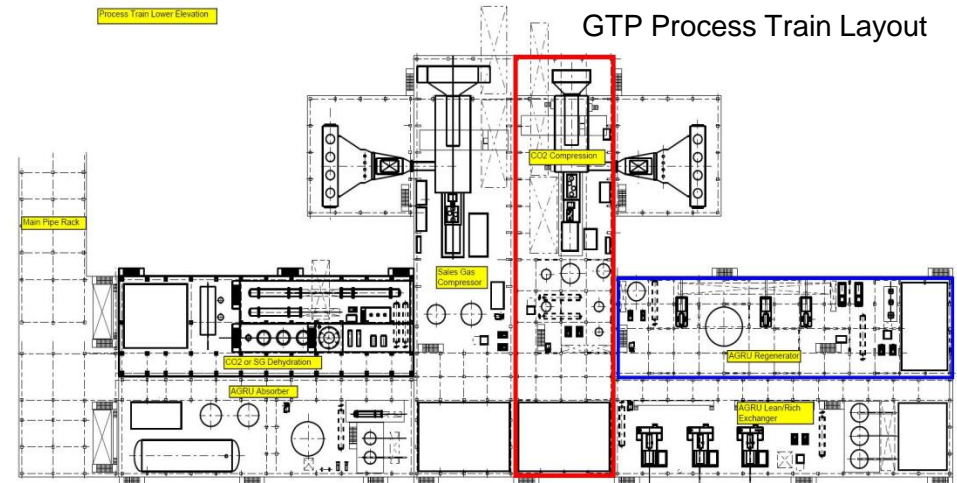 Process Train Lower Elevation
GTP Process Train Layout
CO2 Compression
Main Pipe Rack
Sales Gas
Compressor
CO2 or SG Dehydration
AGRU Regenerator
AGRU Absorber
AGRU Lean/Rich
Exchanger